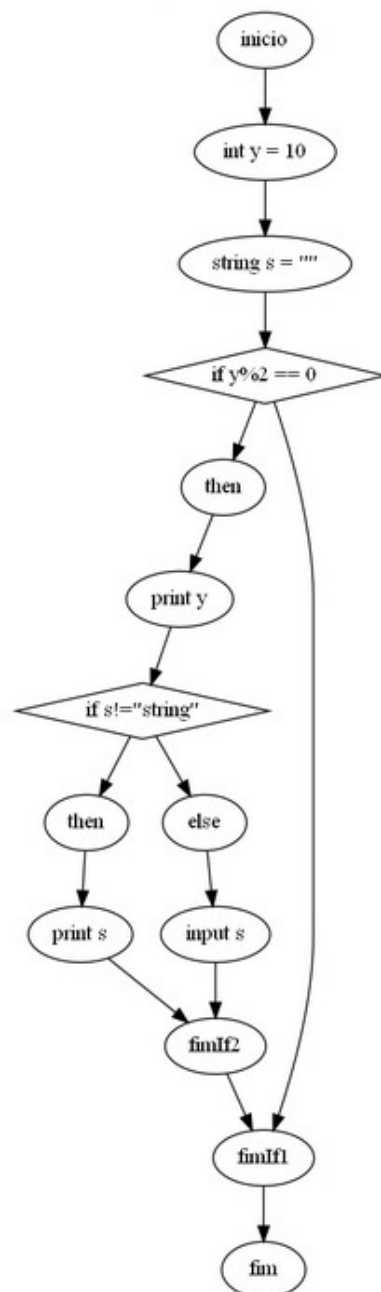 inicio
int y = 10
string s = ""
if y%2 == 0
then
print y
if s!="string"
then
else
print s
input s
fimIf2
fimIf1
fim